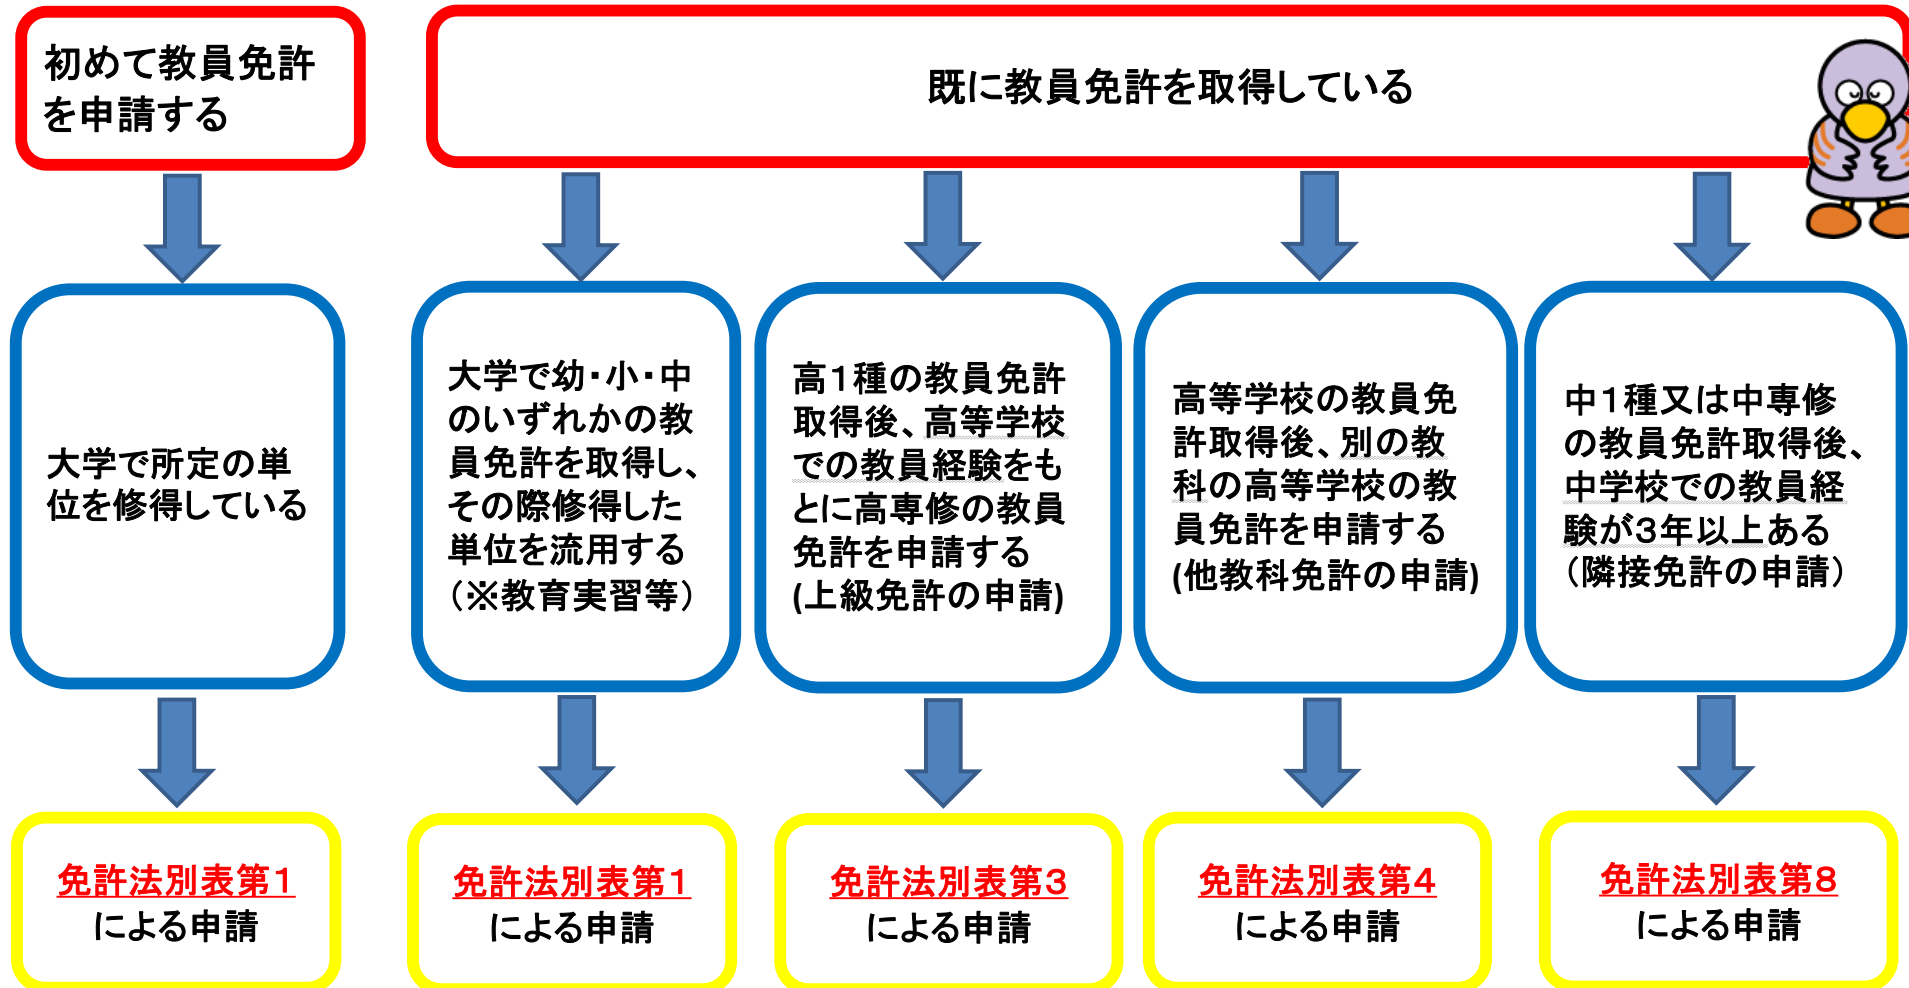 初めて教員免許
を申請する
既に教員免許を取得している
大学で所定の単
位を修得している
大学で幼・小・中
のいずれかの教
員免許を取得し、
その際修得した
単位を流用する
（※教育実習等）
高１種の教員免許
取得後、高等学校
での教員経験をも
とに高専修の教員
免許を申請する
(上級免許の申請)
高等学校の教員免
許取得後、別の教
科の高等学校の教
員免許を申請する
(他教科免許の申請)
中１種又は中専修
の教員免許取得後、
中学校での教員経
験が３年以上ある
（隣接免許の申請）
免許法別表第１
による申請
免許法別表第１
による申請
免許法別表第３
による申請
免許法別表第４
による申請
免許法別表第８
による申請